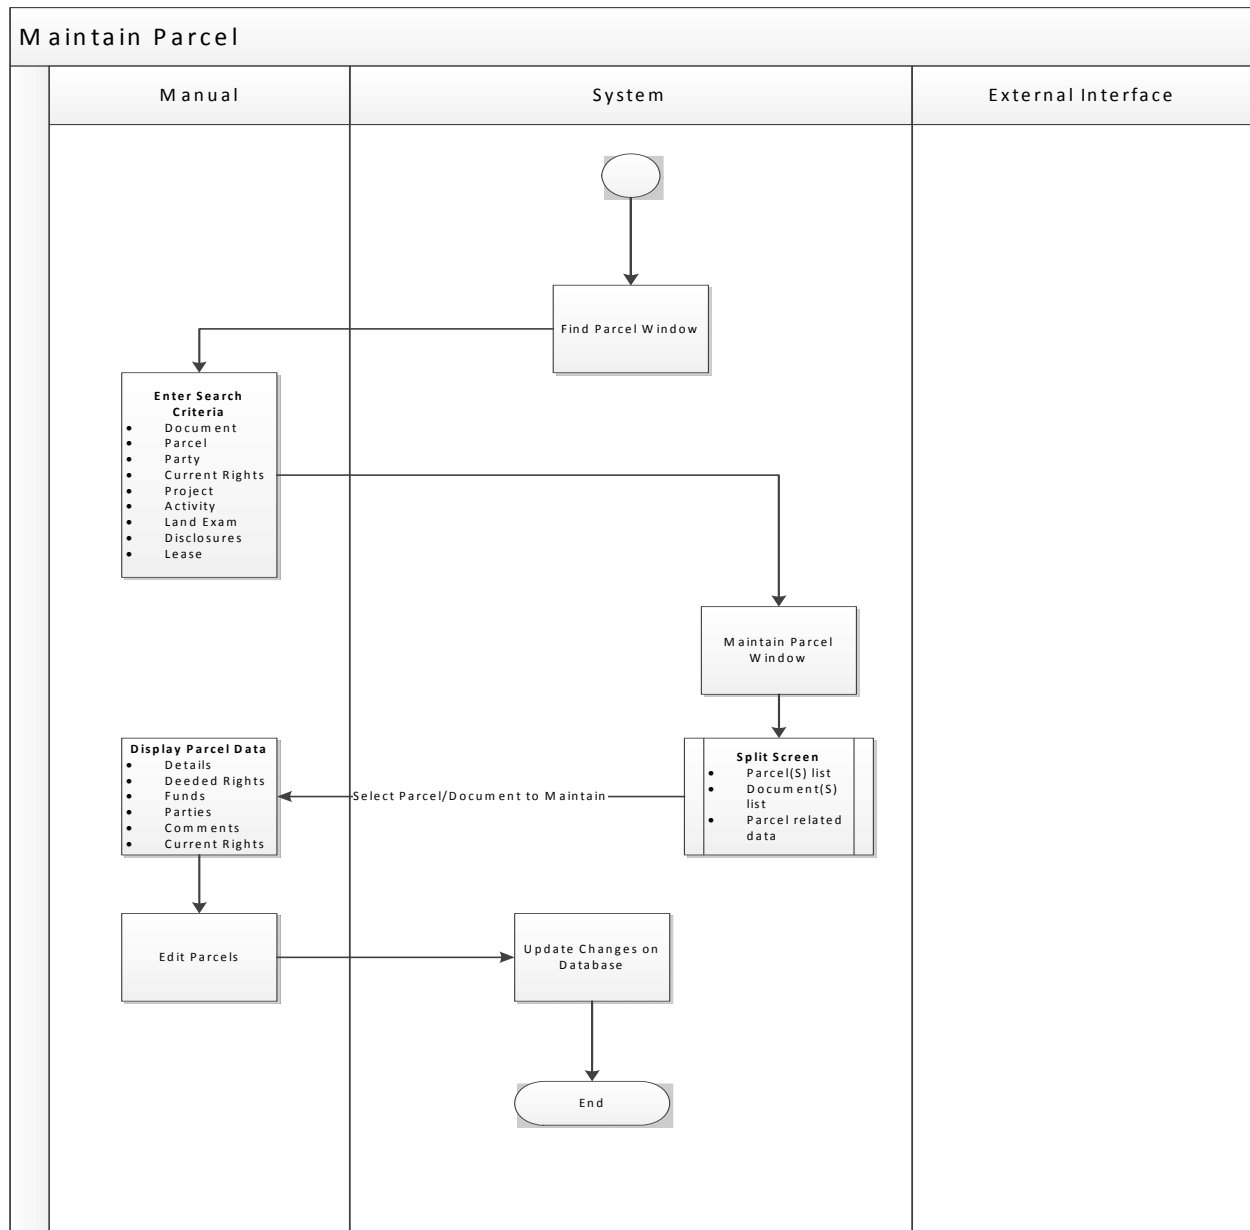 Maintain Parcel
Manual
System
External Interface
Find Parcel Window
Enter Search
Criteria
• Document
• Parcel
• Party
• Current Rights
• Project
• Activity
• Land Exam
• Disclosures
• Lease
Maintain Parcel
Window
Split Screen
• Parcel(S) list
• Document(S)
list
• Parcel related
data
Select Parcel/Document to Maintain
Display Parcel Data
• Details
• Deeded Rights
• Funds
• Parties
• Comments
• Current Rights
Edit Parcels
Update Changes on
Database
End